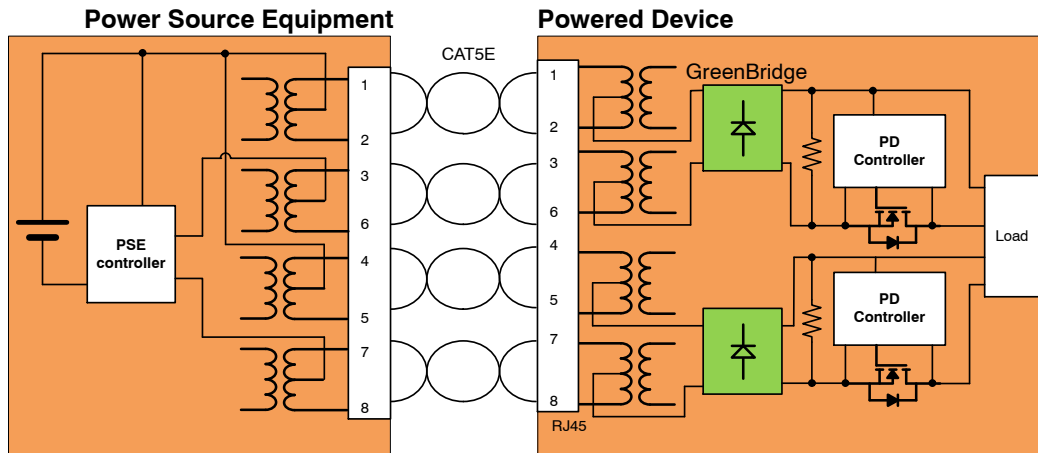 Power Source Equipment
Powered Device
CAT5E
GreenBridge
1
2
3
6
4
5
7
8
PSE
controller
1
2
3
6
4
5
7
8
RJ45
PD
Controller
PD
Controller
Load